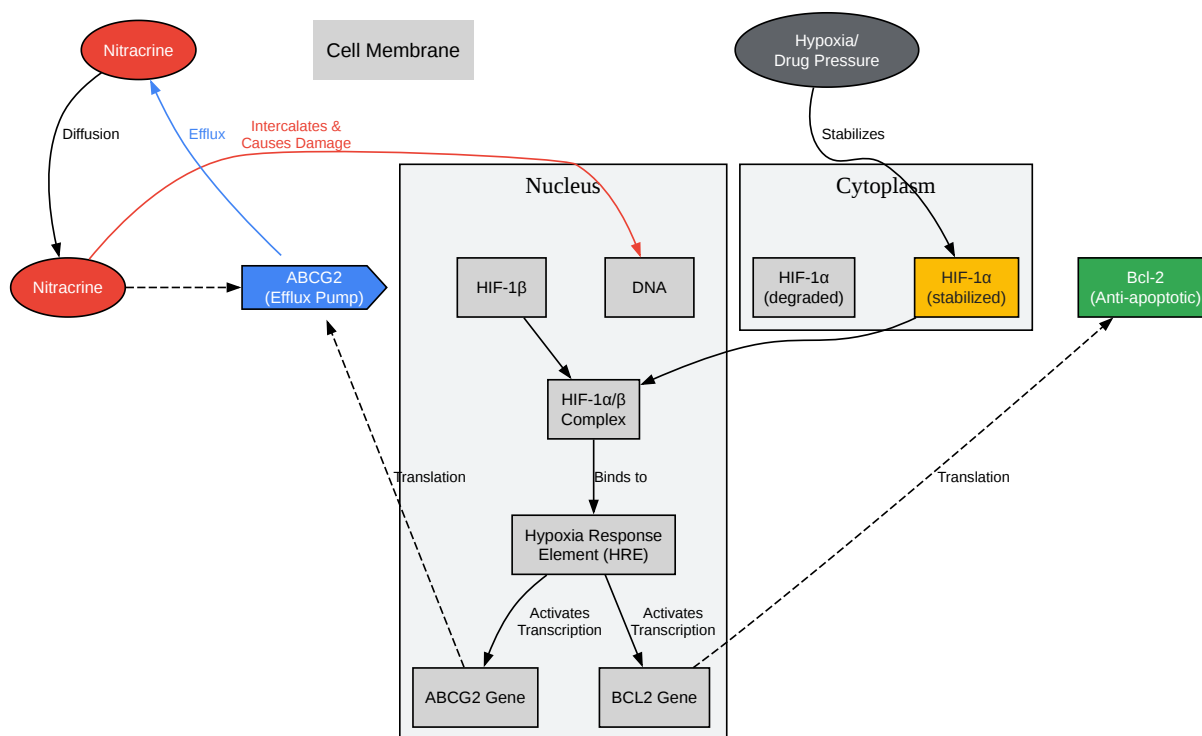 Nitracrine
Cell Membrane
Hypoxia/
Drug Pressure
Diffusion
Efflux
Intercalates &
Causes Damage
Stabilizes
Nucleus
Cytoplasm
Nitracrine
ABCG2
(Efflux Pump)
HIF-1β
DNA
HIF-1α
(degraded)
HIF-1α
(stabilized)
Bcl-2
(Anti-apoptotic)
HIF-1α/β
Complex
Translation
Binds to
Translation
Hypoxia Response
Element (HRE)
Activates
Transcription
Activates
Transcription
ABCG2 Gene
BCL2 Gene